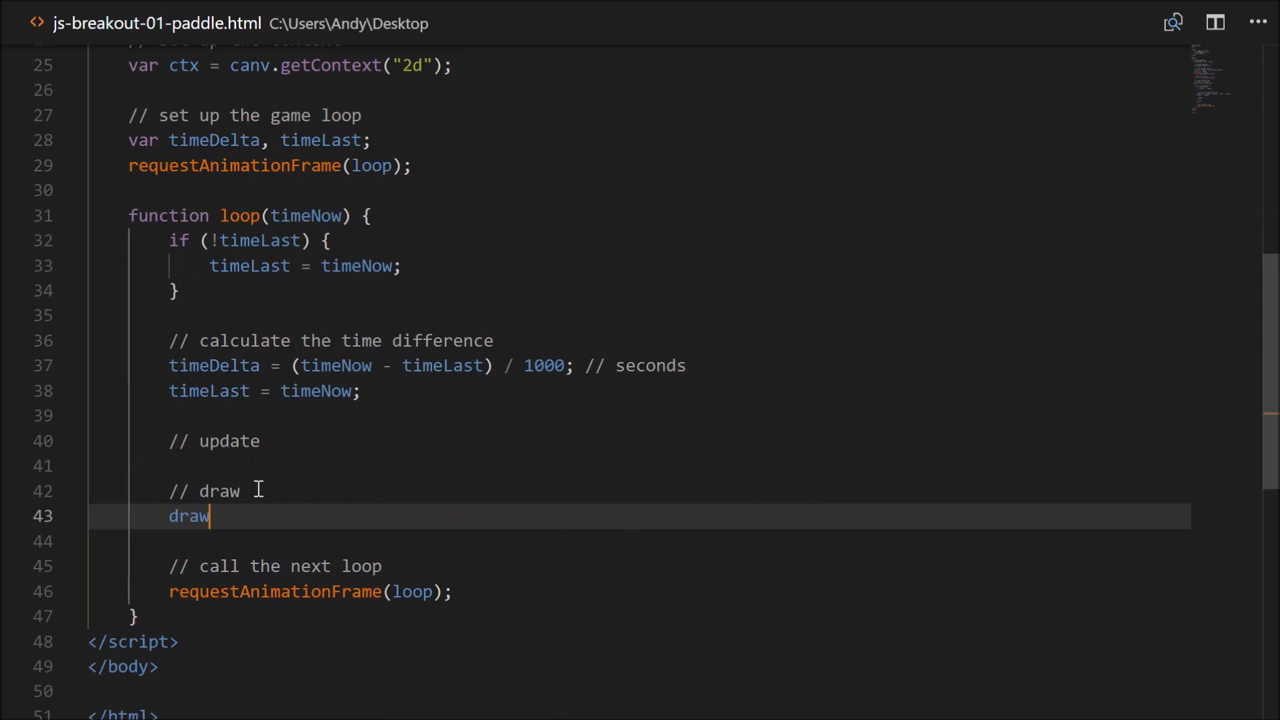 js-breakout-01-paddle.html C:\Users\Andy\Desktop
25 var ctx = canv.getContext("2d");
26
27 // set up the game loop
28 var timeDelta, timeLast;
29 requestAnimationFrame(loop);
30
31 function loop(timeNow) {
32 if (!timeLast) {
33 timeLast = timeNow;
34 }
35
36 // calculate the time difference
37 timeDelta = (timeNow - timeLast) / 1000; // seconds
38 timeLast = timeNow;
39
40 // update
41
42 // draw
43 draw
44
45 // call the next loop
46 requestAnimationFrame(loop);
47 }
48 </script>
49 </body>
50
51 </html>